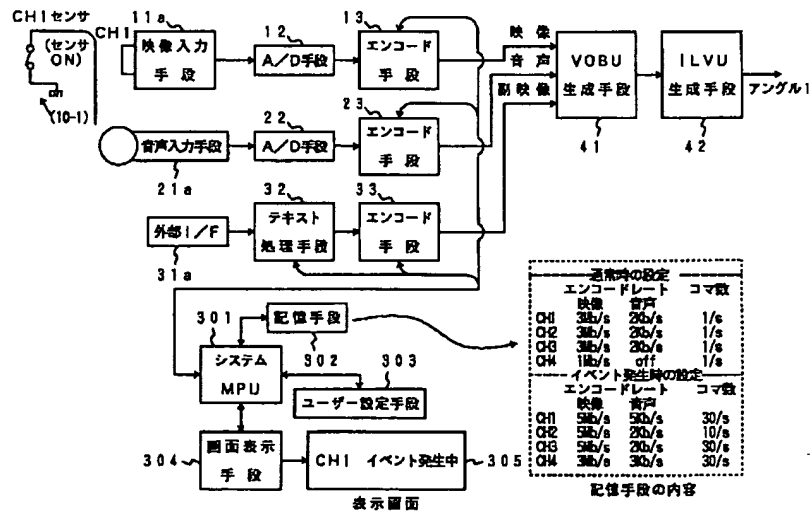 CH1センサ
(センサ
ON)
(10-1)
CH1
11a
映像入力
手段
12
A/D手段
13
エンコード
手段
映像
音声
副映像
VOBU
生成手段
41
ILVU
生成手段
42
アングル1
音声入力手段
21a
22
A/D手段
23
エンコード
手段
外部I/F
31a
32
テキスト
処理手段
33
エンコード
手段
301
システム
MPU
記憶手段
302
303
ユーザー設定手段
304
画面表示
手段
CH1 イベント発生中
305
表示画面
通常時の設定
エンコードレート コマ数
映像 音声
CH1 3Mb/s 2Kb/s 1/s
CH2 3Mb/s 2Kb/s 1/s
CH3 3Mb/s 2Kb/s 1/s
CH4 1Mb/s off 1/s
イベント発生時の設定
エンコードレート コマ数
映像 音声
CH1 5Mb/s 5Kb/s 30/s
CH2 5Mb/s 2Kb/s 10/s
CH3 5Mb/s 2Kb/s 30/s
CH4 3Mb/s 3Kb/s 30/s
記憶手段の内容